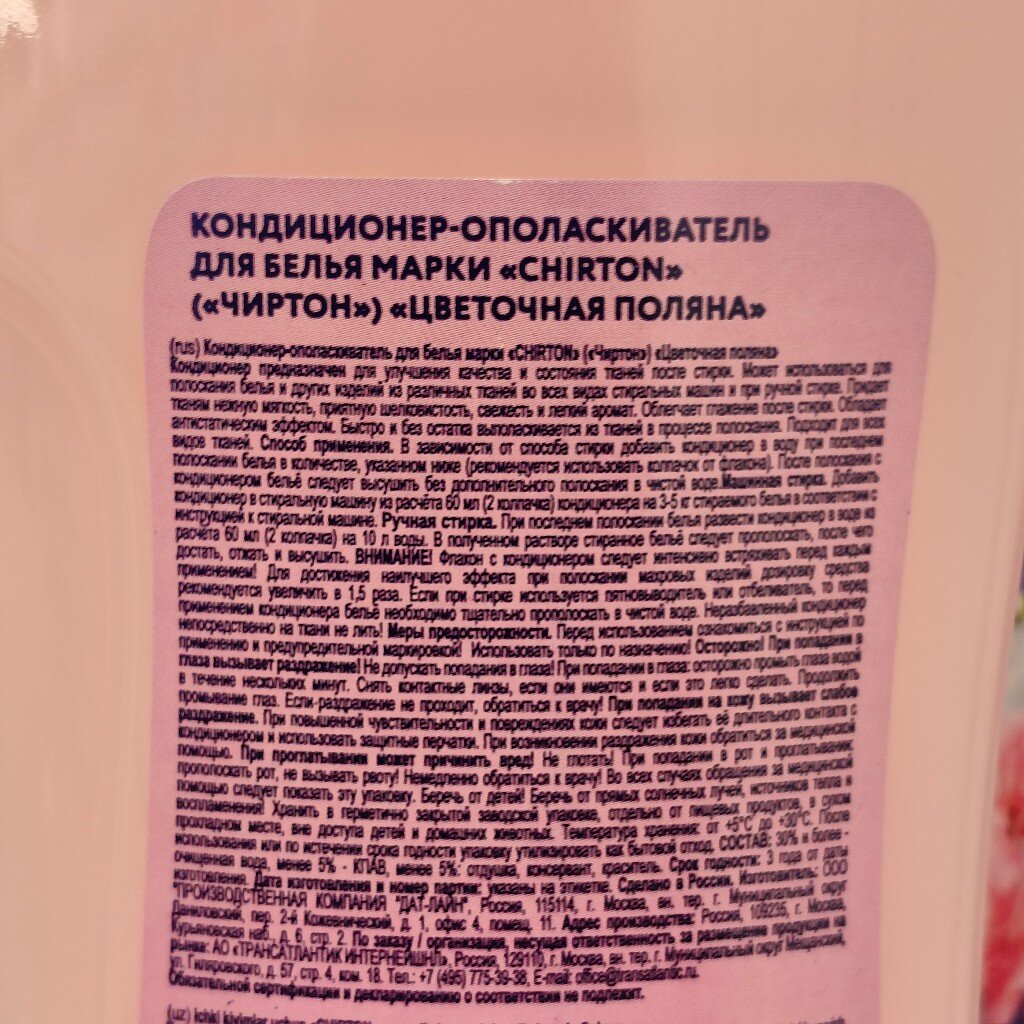 КОНДИЦИОНЕР-ОПОЛАСКИВАТЕЛЬ
ДЛЯ БЕЛЬЯ МАРКИ «CHIRTON»
(«ЧИРТОН») «ЦВЕТОЧНАЯ ПОЛЯНА»
(rus) Кондиционер-ополаскиватель для белья марки «CHIRTON» («Чиртон») «Цветочная поляна»
Кондиционер предназначен для улучшения качества и состояния тканей после стирки. Может использоваться для
полоскания белья и других изделий из различных тканей во всех видах стиральных машин и при ручной стирке. Придает
тканям нежную мягкость, приятную шелковистость, свежесть и легкий аромат. Облегчает глажение после стирки. Обладает
антистатическим эффектом. Быстро и без остатка выполаскивается из тканей в процессе полоскания. Подходит для всех
видов тканей. Способ применения. В зависимости от способа стирки добавить кондиционер в воду при последнем
полоскании белья в количестве, указанном ниже (рекомендуется использовать колпачок от флакона). После полоскания с
кондиционером бельё следует высушить без дополнительного полоскания в чистой воде.Машинная стирка. Добавить
кондиционер в стиральную машину из расчёта 60 мл (2 колпачка) кондиционера на 3-5 кг стираемого белья в соответствии с
инструкцией к стиральной машине. Ручная стирка. При последнем полоскании белья развести кондиционер в воде из
расчёта 60 мл (2 колпачка) на 10 л воды. В полученном растворе стиранное бельё следует прополоскать, после чего
достать, отжать и высушить. ВНИМАНИЕ! Флакон с кондиционером следует интенсивно встряхивать перед каждым
применением! Для достижения наилучшего эффекта при полоскании махровых изделий дозировку средства
рекомендуется увеличить в 1,5 раза. Если при стирке используется пятновыводитель или отбеливатель, то перед
применением кондиционера бельё необходимо тщательно прополоскать в чистой воде. Неразбавленный кондиционер
непосредственно на ткани не лить! Меры предосторожности. Перед использованием ознакомиться с инструкцией по
применению и предупредительной маркировкой! Использовать только по назначению! Осторожно! При попадании в
глаза вызывает раздражение! Не допускать попадания в глаза! При попадании в глаза: осторожно промыть глаза водой
в течение нескольких минут. Снять контактные линзы, если они имеются и если это легко сделать. Продолжить
промывание глаз. Если раздражение не проходит, обратиться к врачу! При попадании на кожу вызывает слабое
раздражение. При повышенной чувствительности и повреждениях кожи следует избегать её длительного контакта с
кондиционером и использовать защитные перчатки. При возникновении раздражения кожи обратиться за медицинской
помощью. При проглатывании может причинить вред! Не глотать! При попадании в рот и проглатывании:
прополоскать рот, не вызывать рвоту! Немедленно обратиться к врачу! Во всех случаях обращения за медицинской
помощью следует показать эту упаковку. Беречь от детей! Беречь от прямых солнечных лучей, источников тепла и
воспламенения! Хранить в герметично закрытой заводской упаковке, отдельно от пищевых продуктов, в сухом
прохладном месте, вне доступа детей и домашних животных. Температура хранения: от +5°С до +30°С. После
использования или по истечении срока годности упаковку утилизировать как бытовой отход. СОСТАВ: 30% и более -
очищенная вода, менее 5% - КПАВ, менее 5%: отдушка, консервант, краситель. Срок годности: 3 года от даты
изготовления. Дата изготовления и номер партии: указаны на этикетке. Сделано в России. Изготовитель: ООО
"ПРОИЗВОДСТВЕННАЯ КОМПАНИЯ "ДАТ-ЛАЙН", Россия, 115114, г. Москва, вн. тер. г. Муниципальный округ
Даниловский, пер. 2-й Кожевнический, д. 1, офис 4, помещ. 11. Адрес производства: Россия, 109235, г. Москва,
Курьяновская наб., д. 6, стр. 2. По заказу / организация, несущая ответственность за размещение продукции на
рынке: АО «ТРАНСАТЛАНТИК ИНТЕРНЕЙШНЛ», Россия, 129110, г. Москва, вн. тер. г. Муниципальный округ Мещанский,
ул. Гиляровского, д. 57, стр. 4, ком. 18. Тел.: +7 (495) 775-39-38, E-mail: office@transatlantic.ru.
Обязательной сертификации и декларированию о соответствии не подлежит.